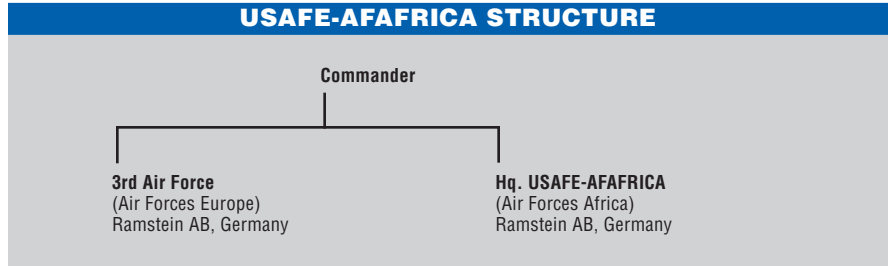 USAFE-AFAFRICA STRUCTURE
Commander
3rd Air Force
(Air Forces Europe)
Ramstein AB, Germany
Hq. USAFE-AFAFRICA
(Air Forces Africa)
Ramstein AB, Germany